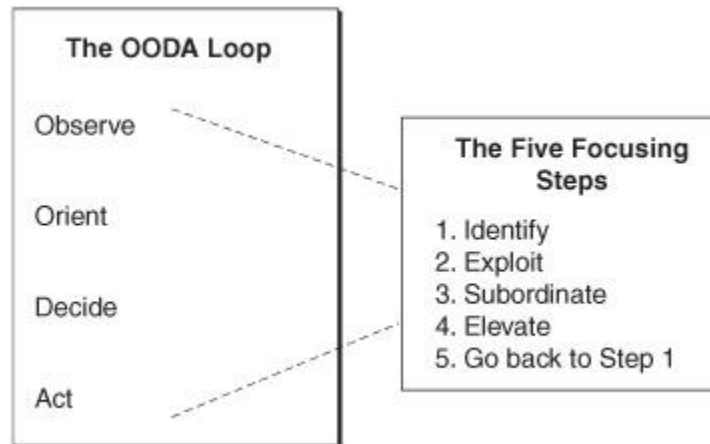 The OODA Loop
Observe
Orient
Decide
Act
The Five Focusing
Steps
1. Identify
2. Exploit
3. Subordinate
4. Elevate
5. Go back to Step 1